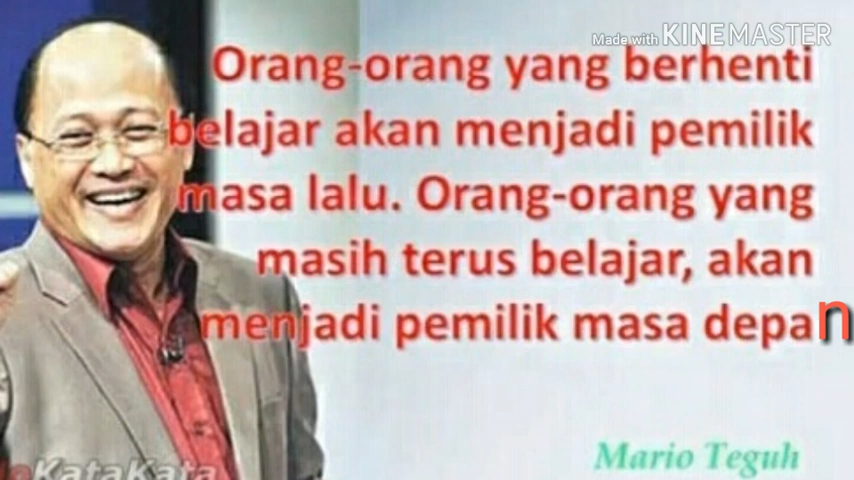 Made with KINEMASTER
Orang-orang yang berhenti
belajar akan menjadi pemilik
masa lalu. Orang-orang yang
masih terus belajar, akan
menjadi pemilik masa depan
Mario Teguh
KataKata